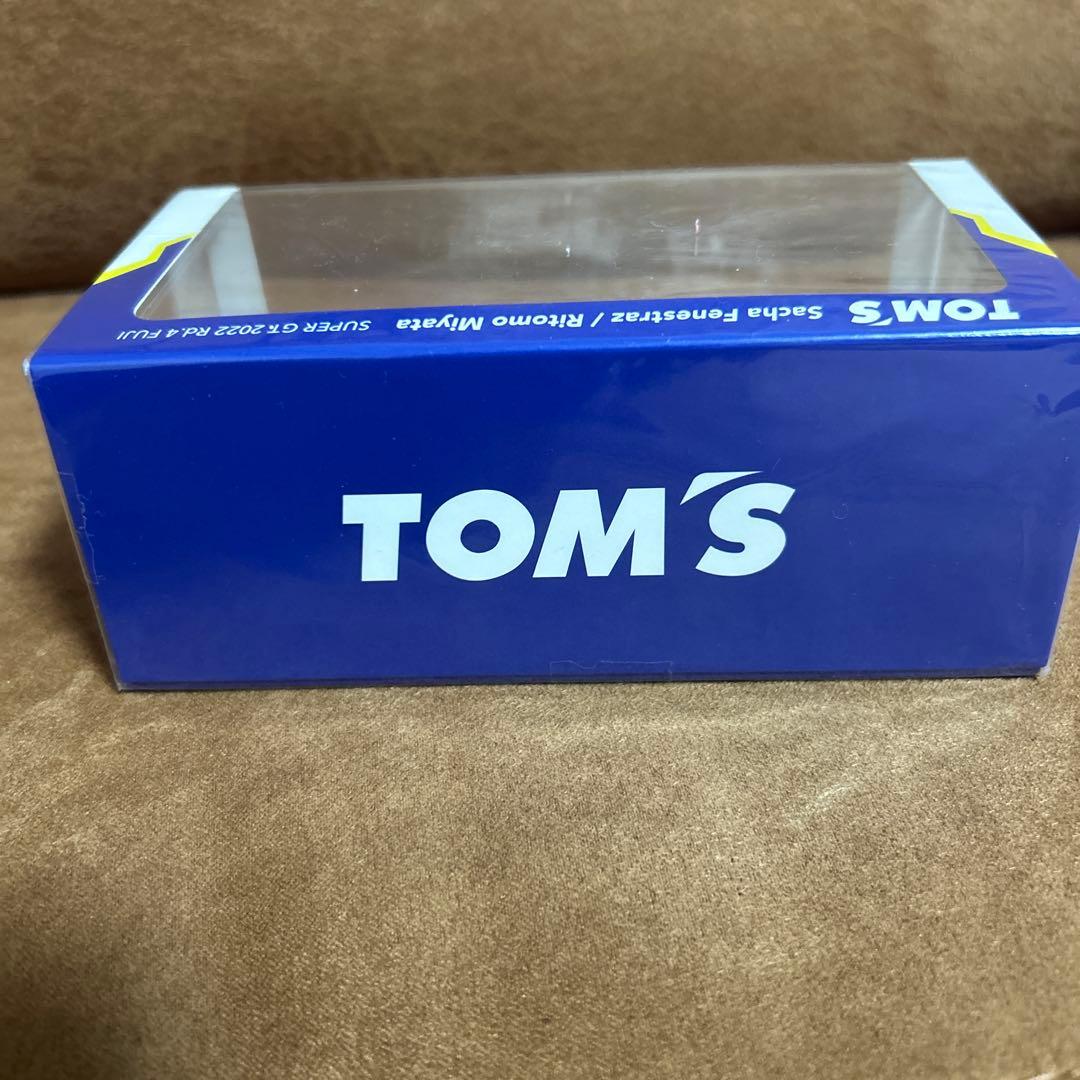 TOM'S Sacha Fenestraz / Ritomo Miyata SUPER GT 2022 Rd.4 FUJI
TOM'S